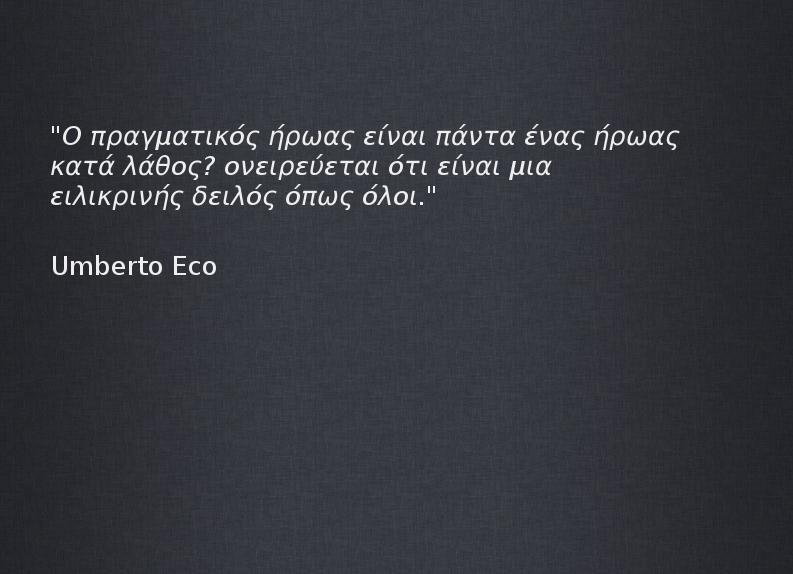 "Ο πραγματικός ήρωας είναι πάντα ένας ήρωας
κατά λάθος? ονειρεύεται ότι είναι μια
ειλικρινής δειλός όπως όλοι."
Umberto Eco